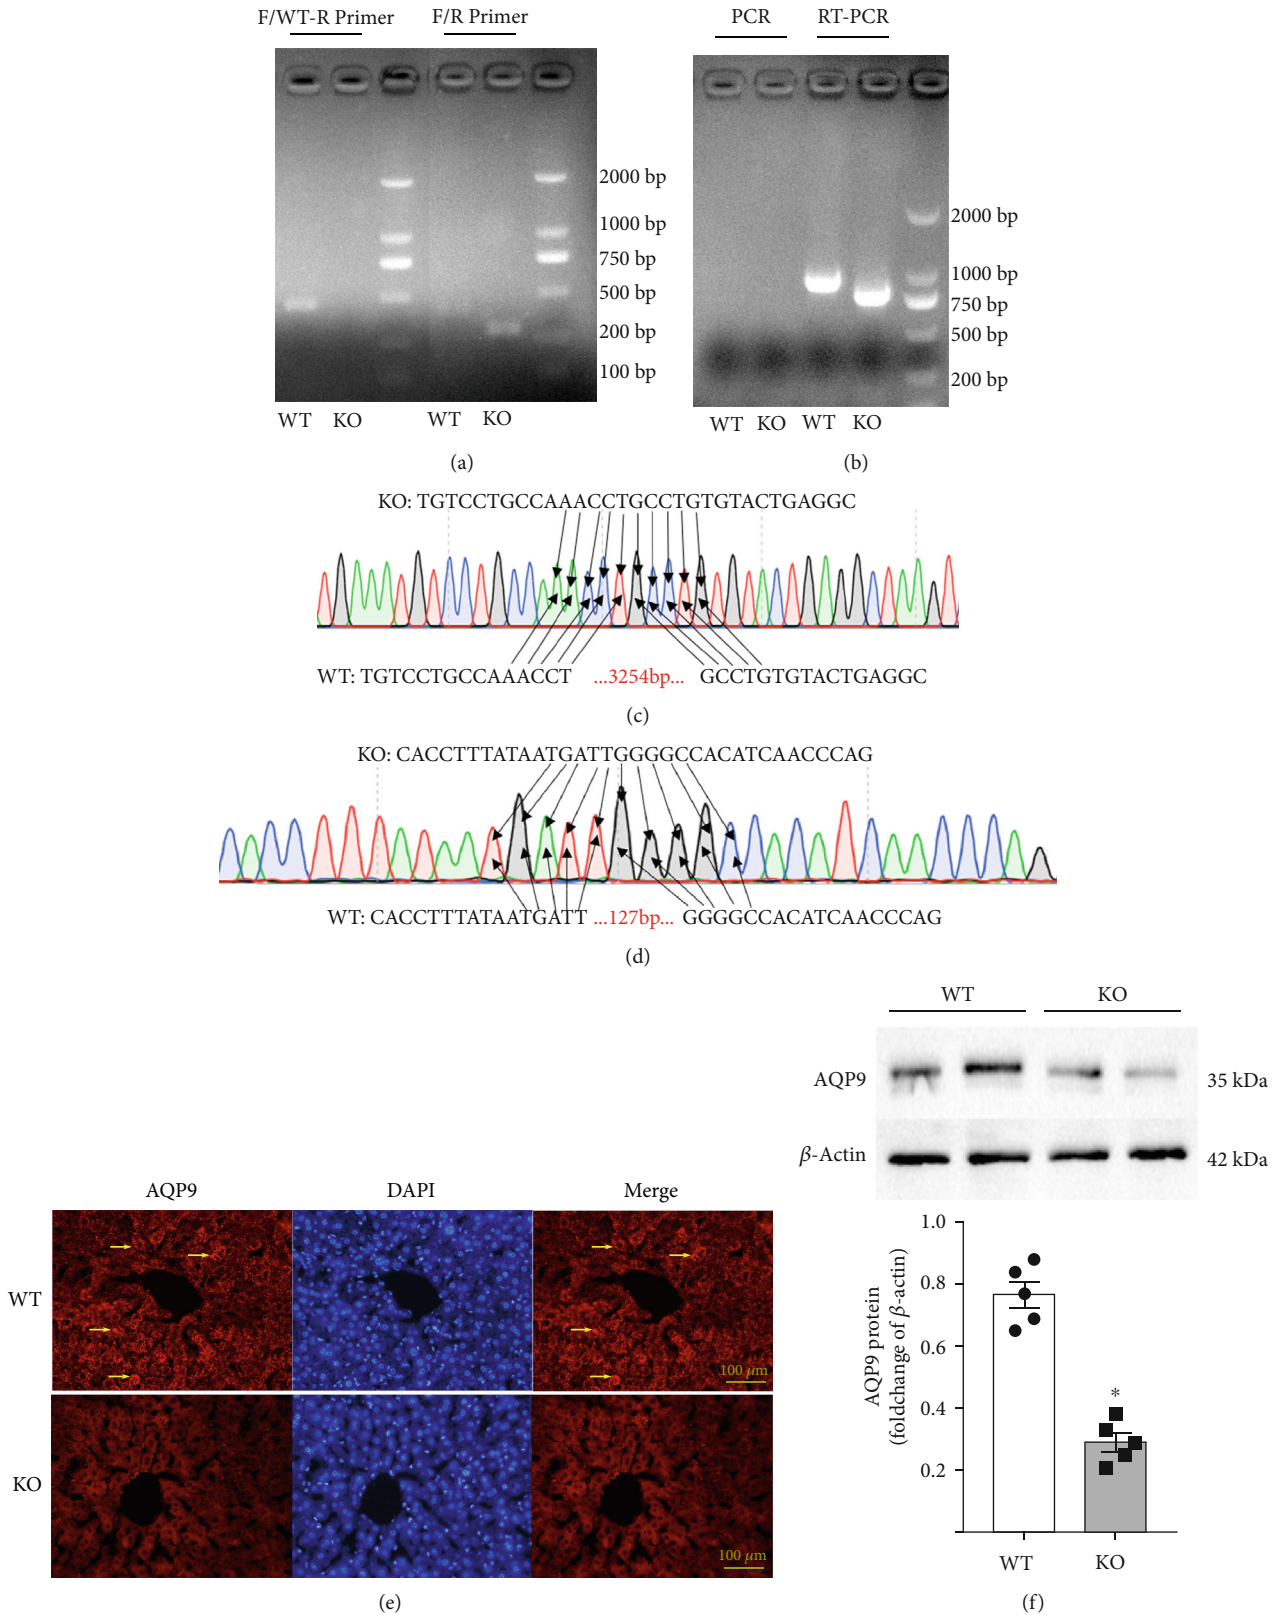 F/WT-R Primer F/R Primer
2000 bp
1000 bp
750 bp
500 bp
200 bp
100 bp
WT KO WT KO
(a)
PCR RT-PCR
2000 bp
1000 bp
750 bp
500 bp
200 bp
WT KO WT KO
(b)
KO: TGTCCTGCCAAACCTGCCTGTGTACTGAGGC
WT: TGTCCTGCCAAACCT ...3254bp... GCCTGTGTACTGAGGC
(c)
KO: CACCTTTATAATGATTGGGGCCACATCAACCCAG
WT: CACCTTTATAATGATT ...127bp... GGGGCCACATCAACCCAG
(d)
AQP9 DAPI Merge
WT
100 μm
KO
100 μm
(e)
WT KO
AQP9 35 kDa
β-Actin 42 kDa
AQP9 protein
(foldchange of β-actin)
1.0
0.8
0.6
0.4
0.2
*
WT KO
(f)